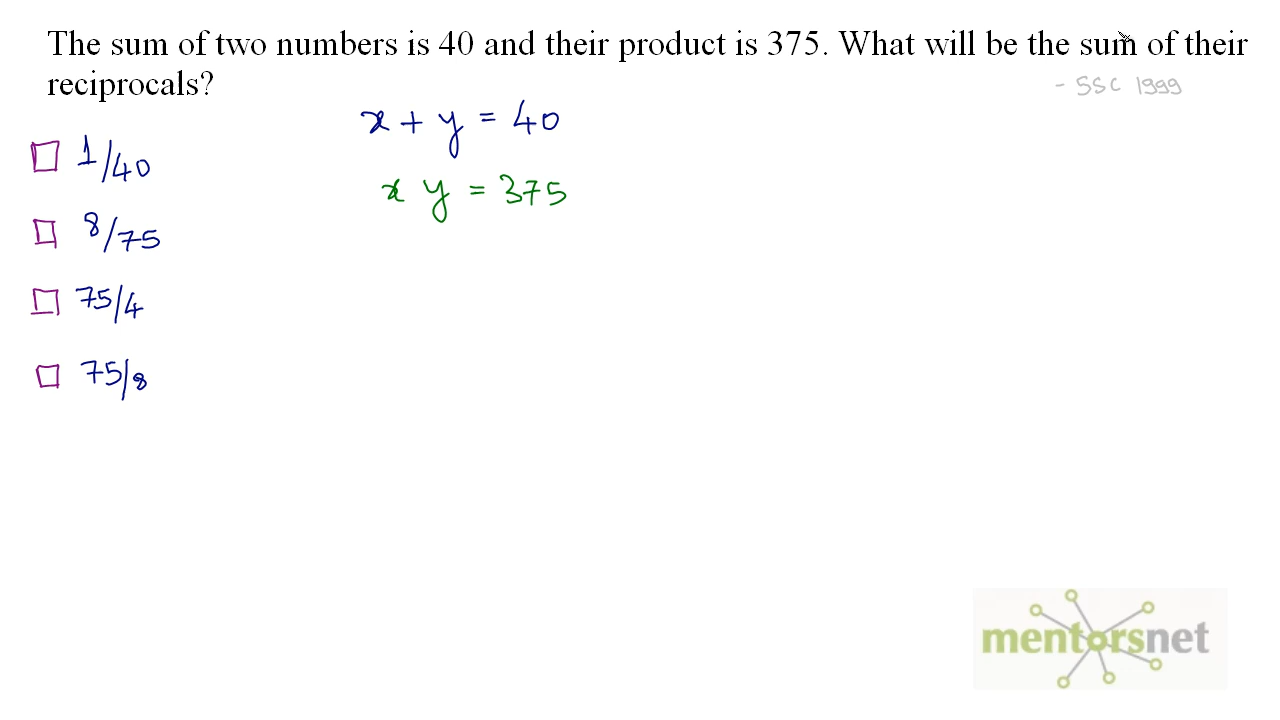 The sum of two numbers is 40 and their product is 375. What will be the sum of their
reciprocals?
- SSC 1999
x + y = 40
x y = 375
1/40
8/75
75/4
75/8
mentorsnet